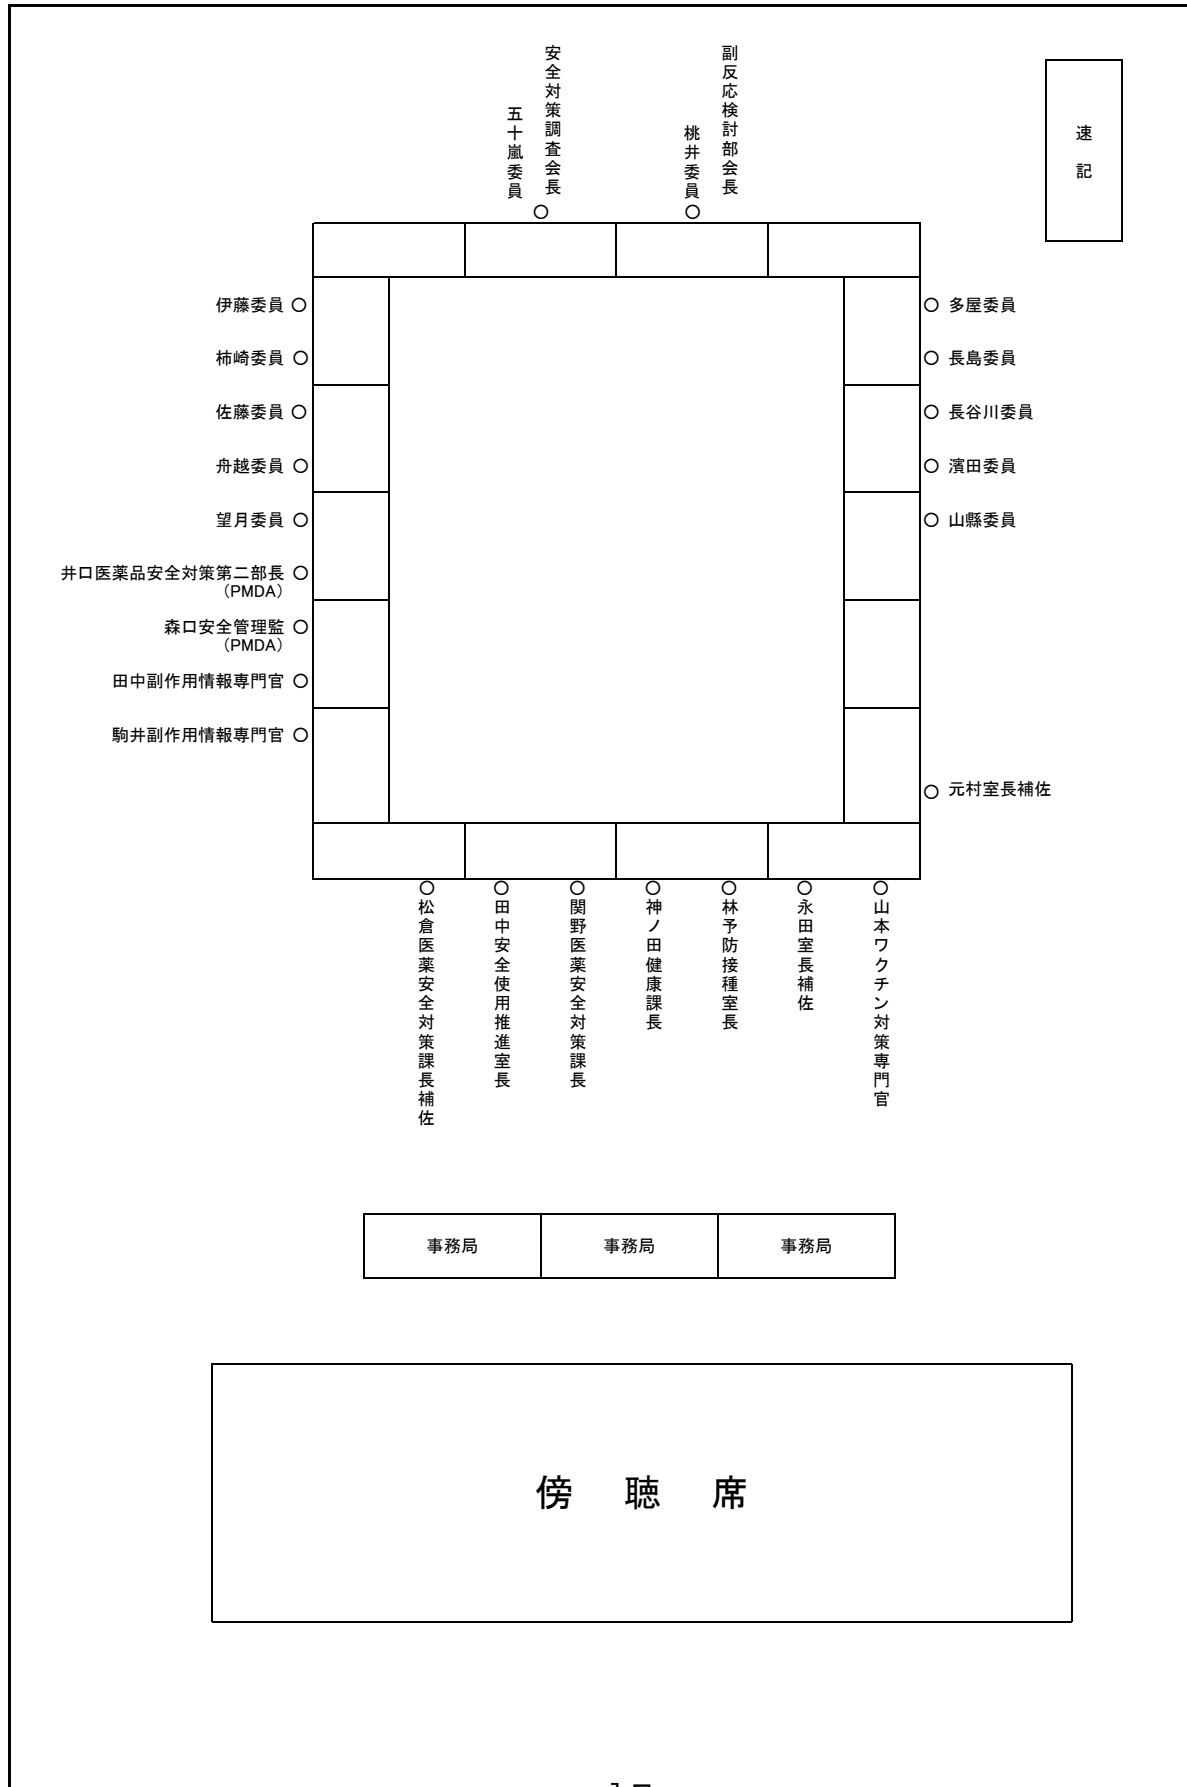 副反応検討部会長
桃井委員
安全対策調査会長
五十嵐委員
速記
伊藤委員
柿崎委員
佐藤委員
舟越委員
望月委員
井口医薬品安全対策第二部長
（PMDA）
森口安全管理監
（PMDA）
田中副作用情報専門官
駒井副作用情報専門官
多屋委員
長島委員
長谷川委員
濱田委員
山縣委員
元村室長補佐
山本ワクチン対策専門官
永田室長補佐
林予防接種室長
神ノ田健康課長
関野医薬安全対策課長
田中安全使用推進室長
松倉医薬安全対策課長補佐
事務局
事務局
事務局
傍聴席